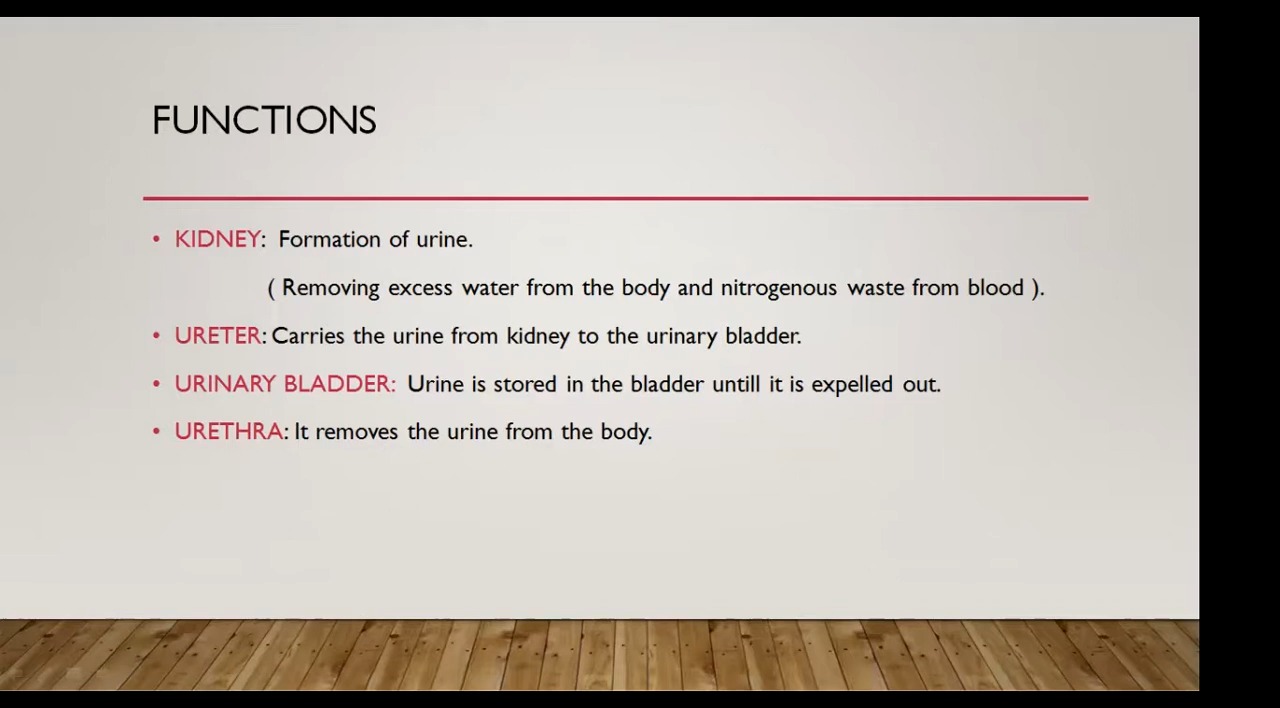 FUNCTIONS
• KIDNEY: Formation of urine.
( Removing excess water from the body and nitrogenous waste from blood ).
• URETER: Carries the urine from kidney to the urinary bladder.
• URINARY BLADDER: Urine is stored in the bladder untill it is expelled out.
• URETHRA: It removes the urine from the body.